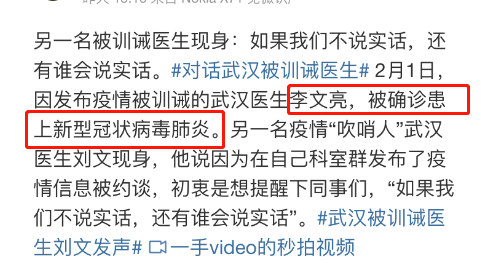 另一名被训诫医生现身：如果我们不说实话，还
有谁会说实话。#对话武汉被训诫医生# 2月1日，
因发布疫情被训诫的武汉医生李文亮，被确诊患
上新型冠状病毒肺炎。另一名疫情“吹哨人”武汉
医生刘文现身，他说因为在自己科室群发布了疫
情信息被约谈，初衷是想提醒下同事们，“如果我
们不说实话，还有谁会说实话”。#武汉被训诫医
生刘文发声# 一手video的秒拍视频